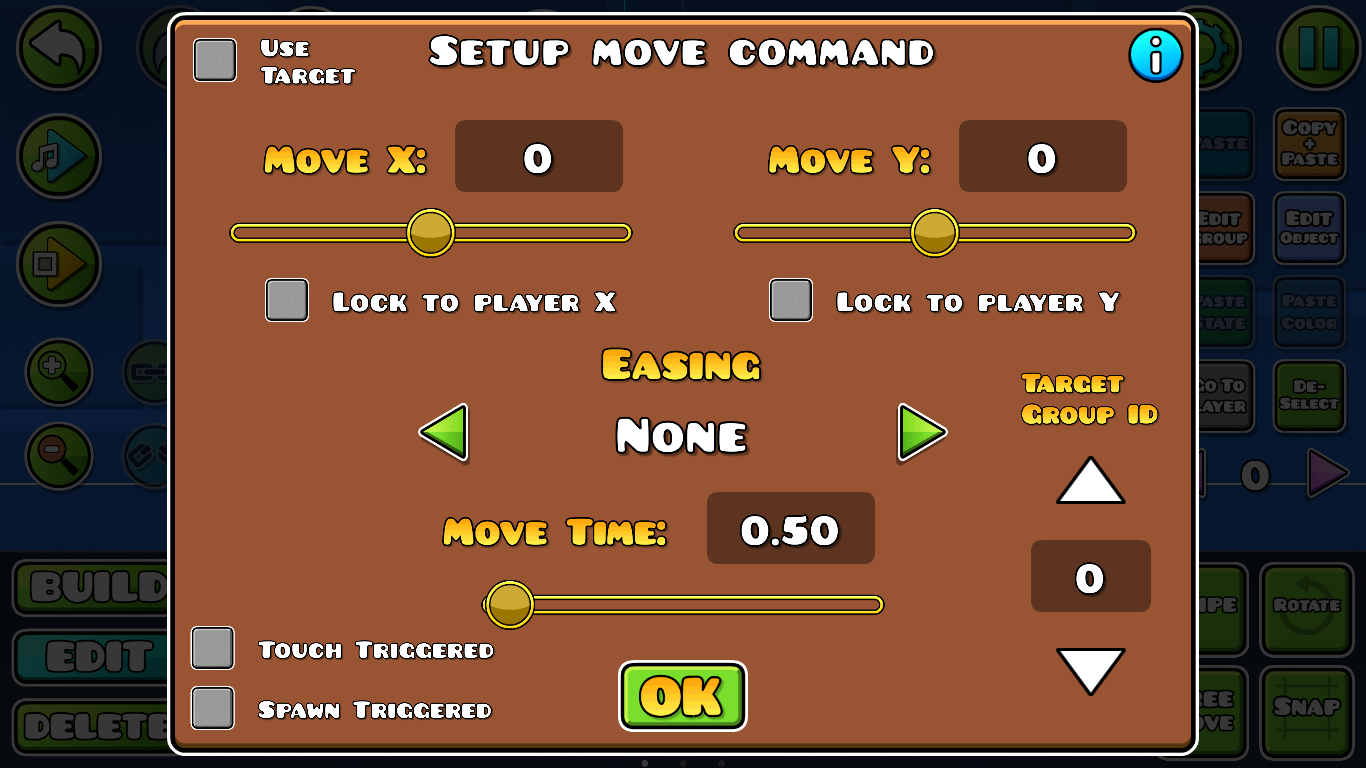 Use
Target
Setup move command
Move X:
0
Move Y:
0
Lock to player X
Lock to player Y
Easing
None
Target
Group ID
Move Time:
0.50
0
Touch Triggered
Spawn Triggered
OK
Copy
+
Paste
Edit
Object
Paste
Color
De-
Select
0
Build
Edit
Delete
Rotate
Snap